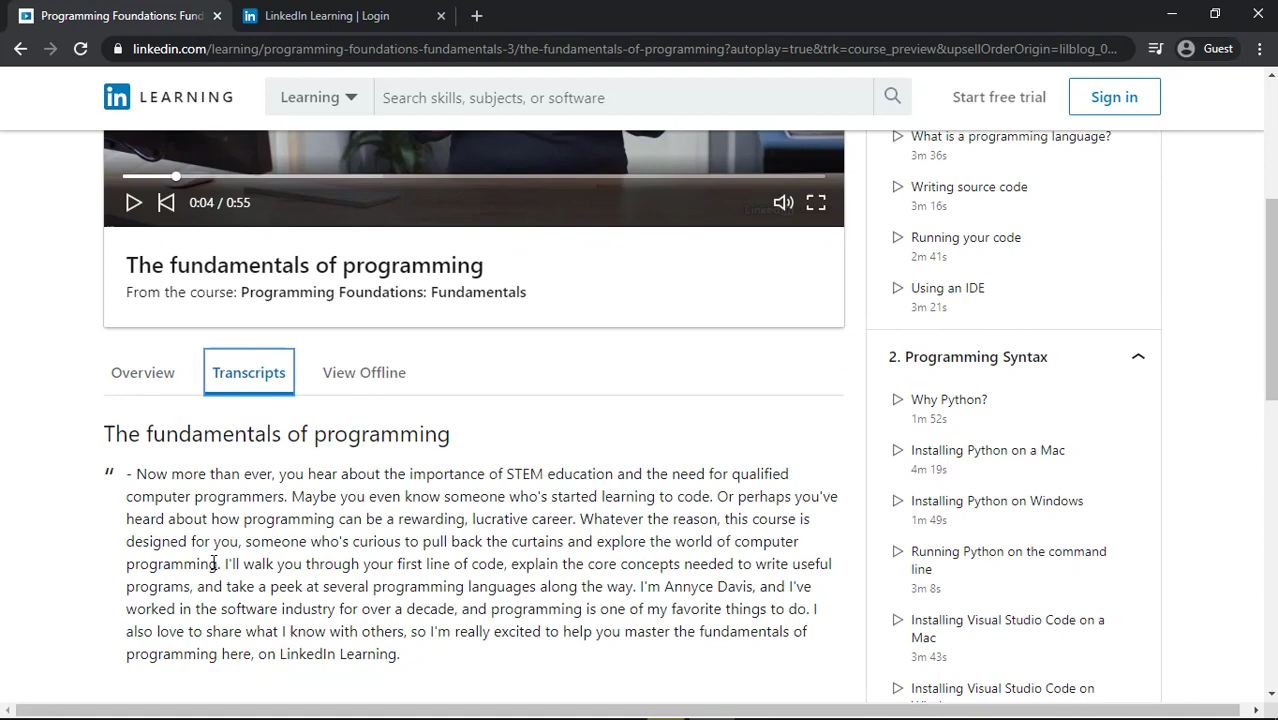 Programming Foundations: Fund
LinkedIn Learning | Login
linkedin.com/learning/programming-foundations-fundamentals-3/the-fundamentals-of-programming?autoplay=true&trk=course_preview&upsellOrderOrigin=lilblog_0...
Guest
in LEARNING
Learning
Search skills, subjects, or software
Start free trial
Sign in
0:04 / 0:55
The fundamentals of programming
From the course: Programming Foundations: Fundamentals
Overview
Transcripts
View Offline
The fundamentals of programming
" - Now more than ever, you hear about the importance of STEM education and the need for qualified
computer programmers. Maybe you even know someone who's started learning to code. Or perhaps you've
heard about how programming can be a rewarding, lucrative career. Whatever the reason, this course is
designed for you, someone who's curious to pull back the curtains and explore the world of computer
programming. I'll walk you through your first line of code, explain the core concepts needed to write useful
programs, and take a peek at several programming languages along the way. I'm Annyce Davis, and I've
worked in the software industry for over a decade, and programming is one of my favorite things to do. I
also love to share what I know with others, so I'm really excited to help you master the fundamentals of
programming here, on LinkedIn Learning.
What is a programming language?
3m 36s
Writing source code
3m 16s
Running your code
2m 41s
Using an IDE
3m 21s
2. Programming Syntax
Why Python?
1m 52s
Installing Python on a Mac
4m 19s
Installing Python on Windows
1m 49s
Running Python on the command
line
3m 8s
Installing Visual Studio Code on a
Mac
3m 43s
Installing Visual Studio Code on